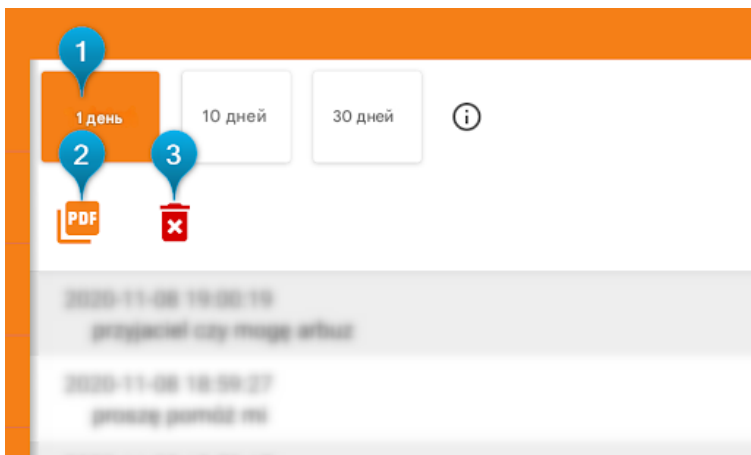 1
1 день
10 дней
30 дней
2
3
PDF
2020-11-08 19:00:19
przyjaciel czy mogę arbuz
2020-11-08 18:59:27
proszę pomóż mi